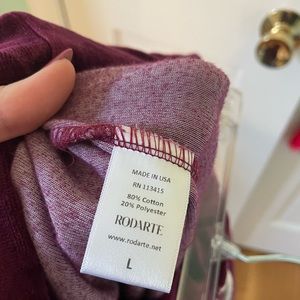 MADE IN USA
RN 113415
80% Cotton
20% Polyester
RODARTE
www.rodarte.net
L